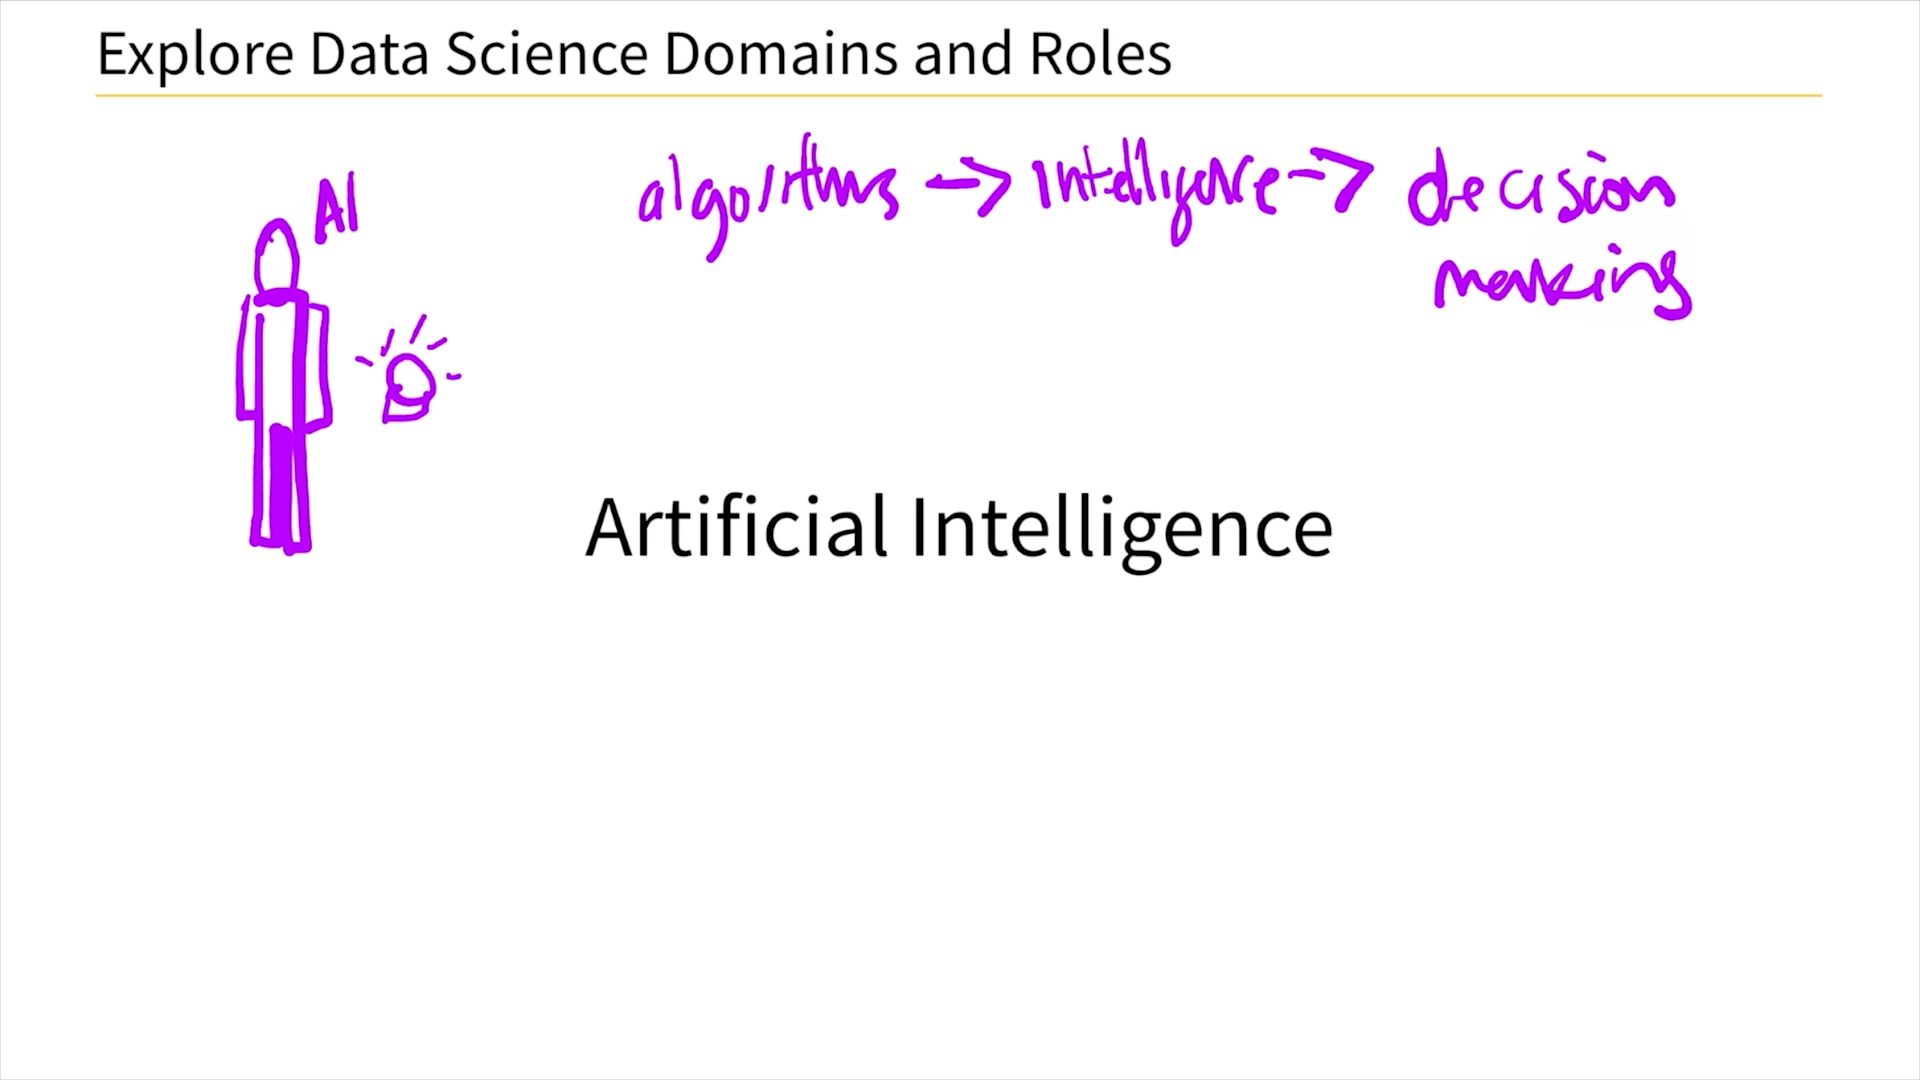 Explore Data Science Domains and Roles
AI
algorithms -> intelligence -> decision
making
Artificial Intelligence